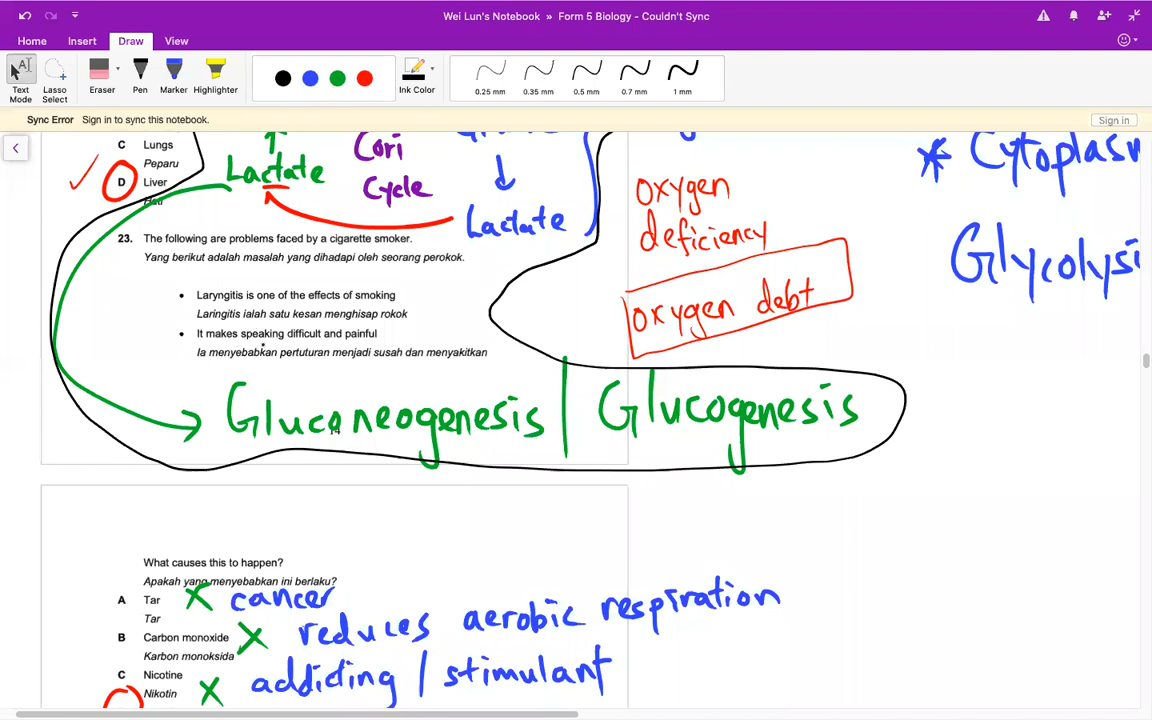 Wei Lun's Notebook » Form 5 Biology - Couldn't Sync
Home Insert Draw View
Text Mode
Lasso Select
Eraser
Pen
Marker
Highlighter
Ink Color
0.25 mm
0.35 mm
0.5 mm
0.7 mm
1 mm
Sync Error Sign in to sync this notebook.
Sign in
C Lungs
Peparu
D Liver
Lactate
Cori
Cycle
Lactate
oxygen
deficiency
oxygen debt
* Cytoplasm
Glycolysi
23. The following are problems faced by a cigarette smoker.
Yang berikut adalah masalah yang dihadapi oleh seorang perokok.
• Laryngitis is one of the effects of smoking
Laringitis ialah satu kesan menghisap rokok
• It makes speaking difficult and painful
Ia menyebabkan pertuturan menjadi susah dan menyakitkan
Gluconeogenesis | Glucogenesis
14
What causes this to happen?
Apakah yang menyebabkan ini berlaku?
A Tar x cancer
Tar
B Carbon monoxide x reduces aerobic respiration
Karbon monoksida
C Nicotine x addicting / stimulant
Nikotin